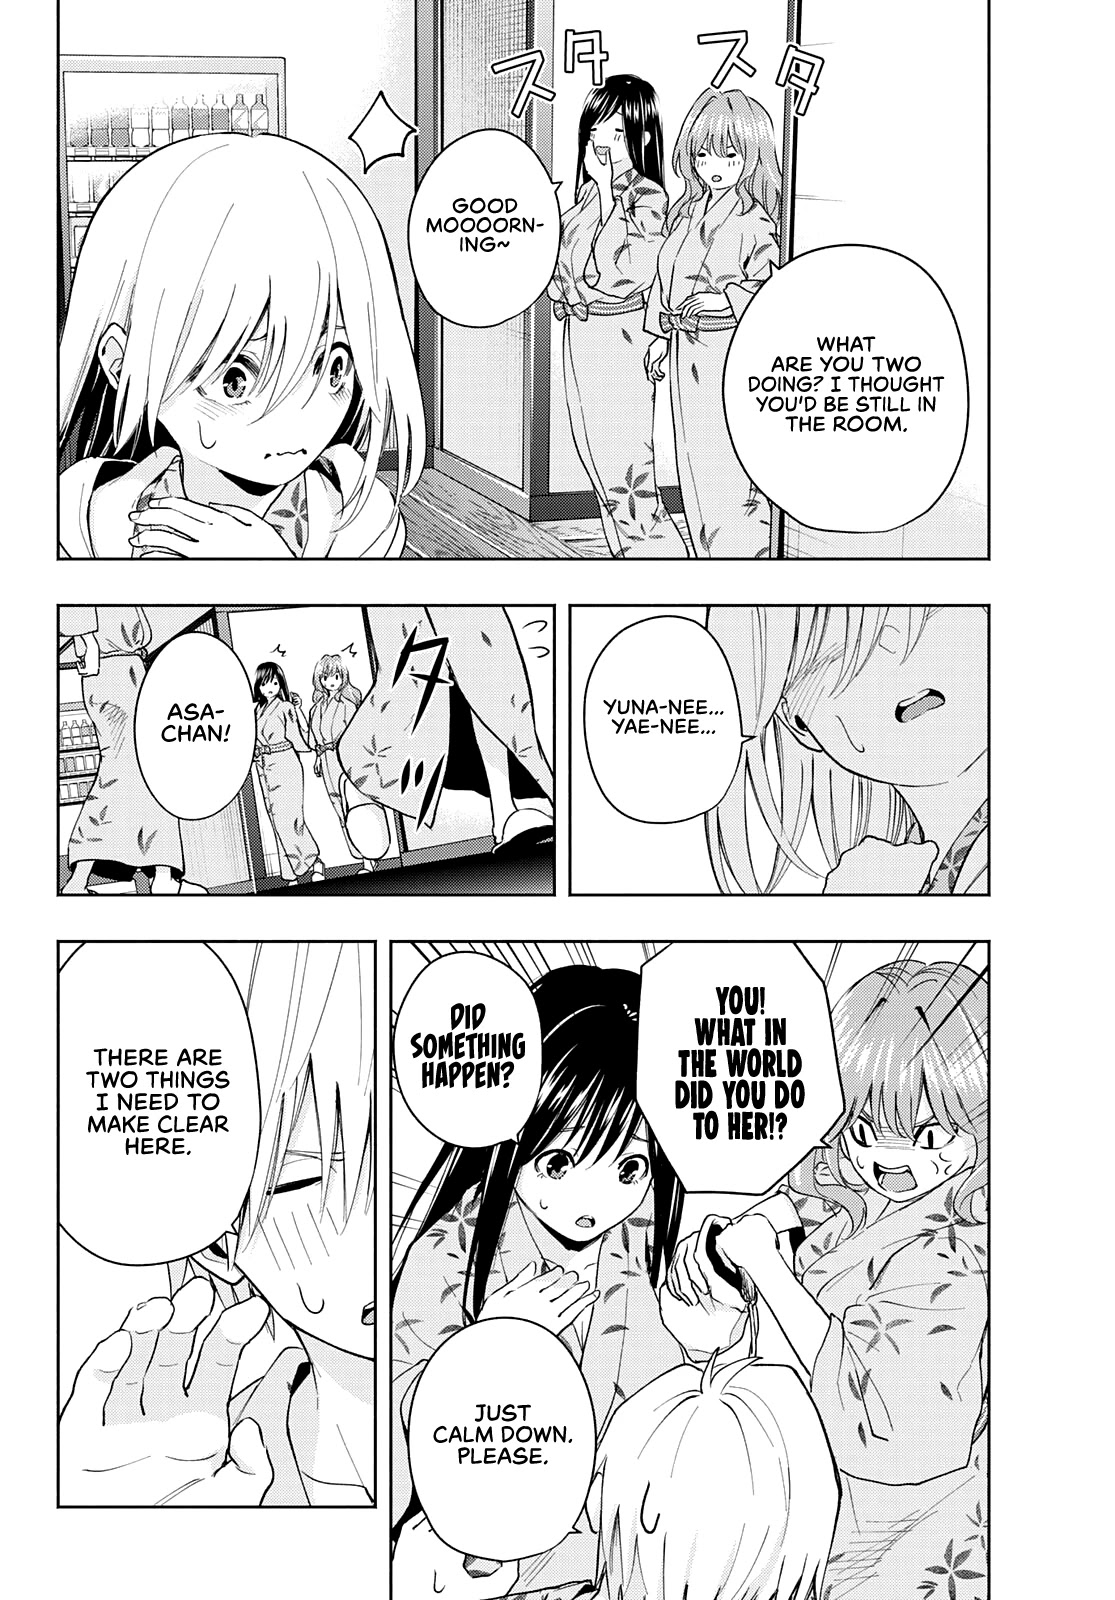 スタ
スタ
WHAT
ARE YOU TWO
DOING? I THOUGHT
YOU'D BE STILL IN
THE ROOM.
GOOD
MOOOORN-
ING~
YUNA-NEE...
YAE-NEE...
ダッ
ASA-
CHAN!
YOU!
WHAT IN
THE WORLD
DID YOU DO
TO HER!?
DID
SOMETHING
HAPPEN?
JUST
CALM DOWN,
PLEASE.
THERE ARE
TWO THINGS
I NEED TO
MAKE CLEAR
HERE.